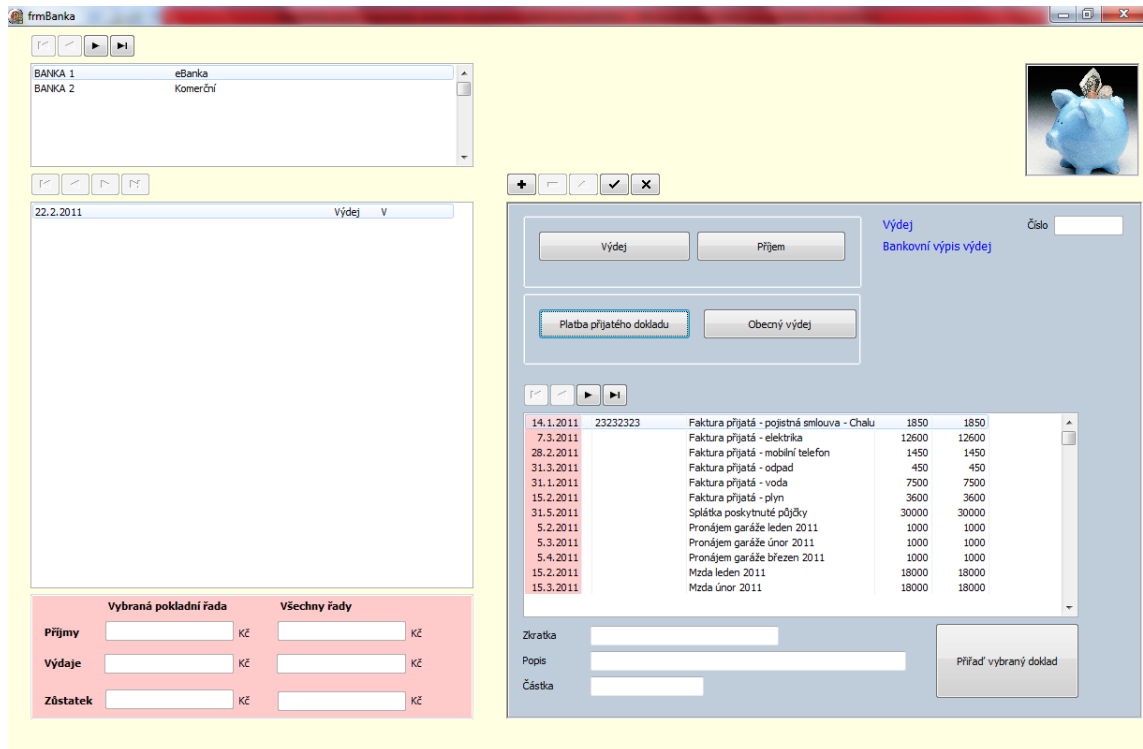 frmBanka
BANKA 1 eBanka
BANKA 2 Komerční
22.2.2011 Výdej V
Výdej Příjem
Výdej Číslo
Bankovní výpis výdej
Platba přijatého dokladu Obecný výdej
14.1.2011 23232323 Faktura přijatá - pojistná smlouva - Chalu 1850 1850
7.3.2011 Faktura přijatá - elektrika 12600 12600
28.2.2011 Faktura přijatá - mobilní telefon 1450 1450
31.3.2011 Faktura přijatá - odpad 450 450
31.1.2011 Faktura přijatá - voda 7500 7500
15.2.2011 Faktura přijatá - plyn 3600 3600
31.5.2011 Splátka poskytnuté půjčky 30000 30000
5.2.2011 Pronájem garáže leden 2011 1000 1000
5.3.2011 Pronájem garáže únor 2011 1000 1000
5.4.2011 Pronájem garáže březen 2011 1000 1000
15.2.2011 Mzda leden 2011 18000 18000
15.3.2011 Mzda únor 2011 18000 18000
Vybraná pokladní řada Všechny řady
Příjmy Kč Kč
Výdaje Kč Kč
Zůstatek Kč Kč
Zkratka
Popis
Částka
Přiřaď vybraný doklad